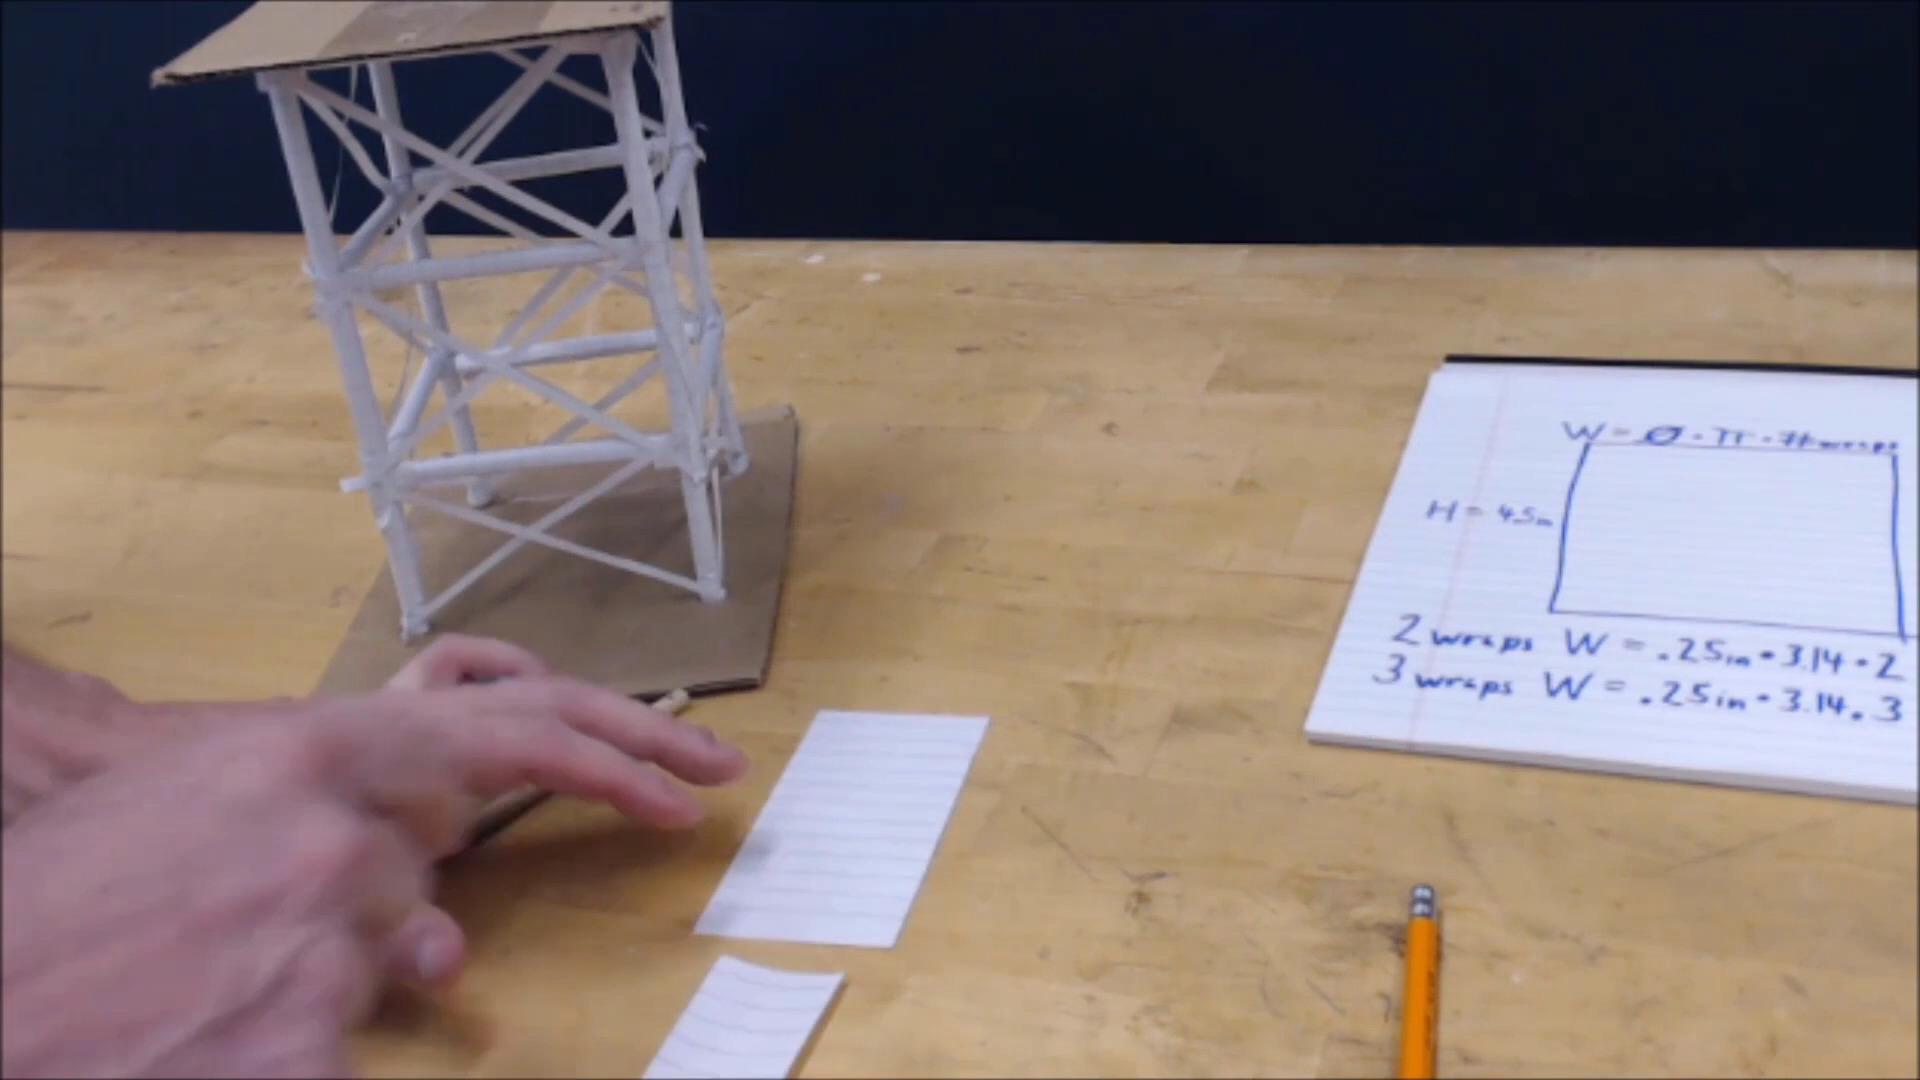 W = Ø · π · # wraps
H = 4.5in
2 wraps W = .25in · 3.14 · 2
3 wraps W = .25in · 3.14 · 3